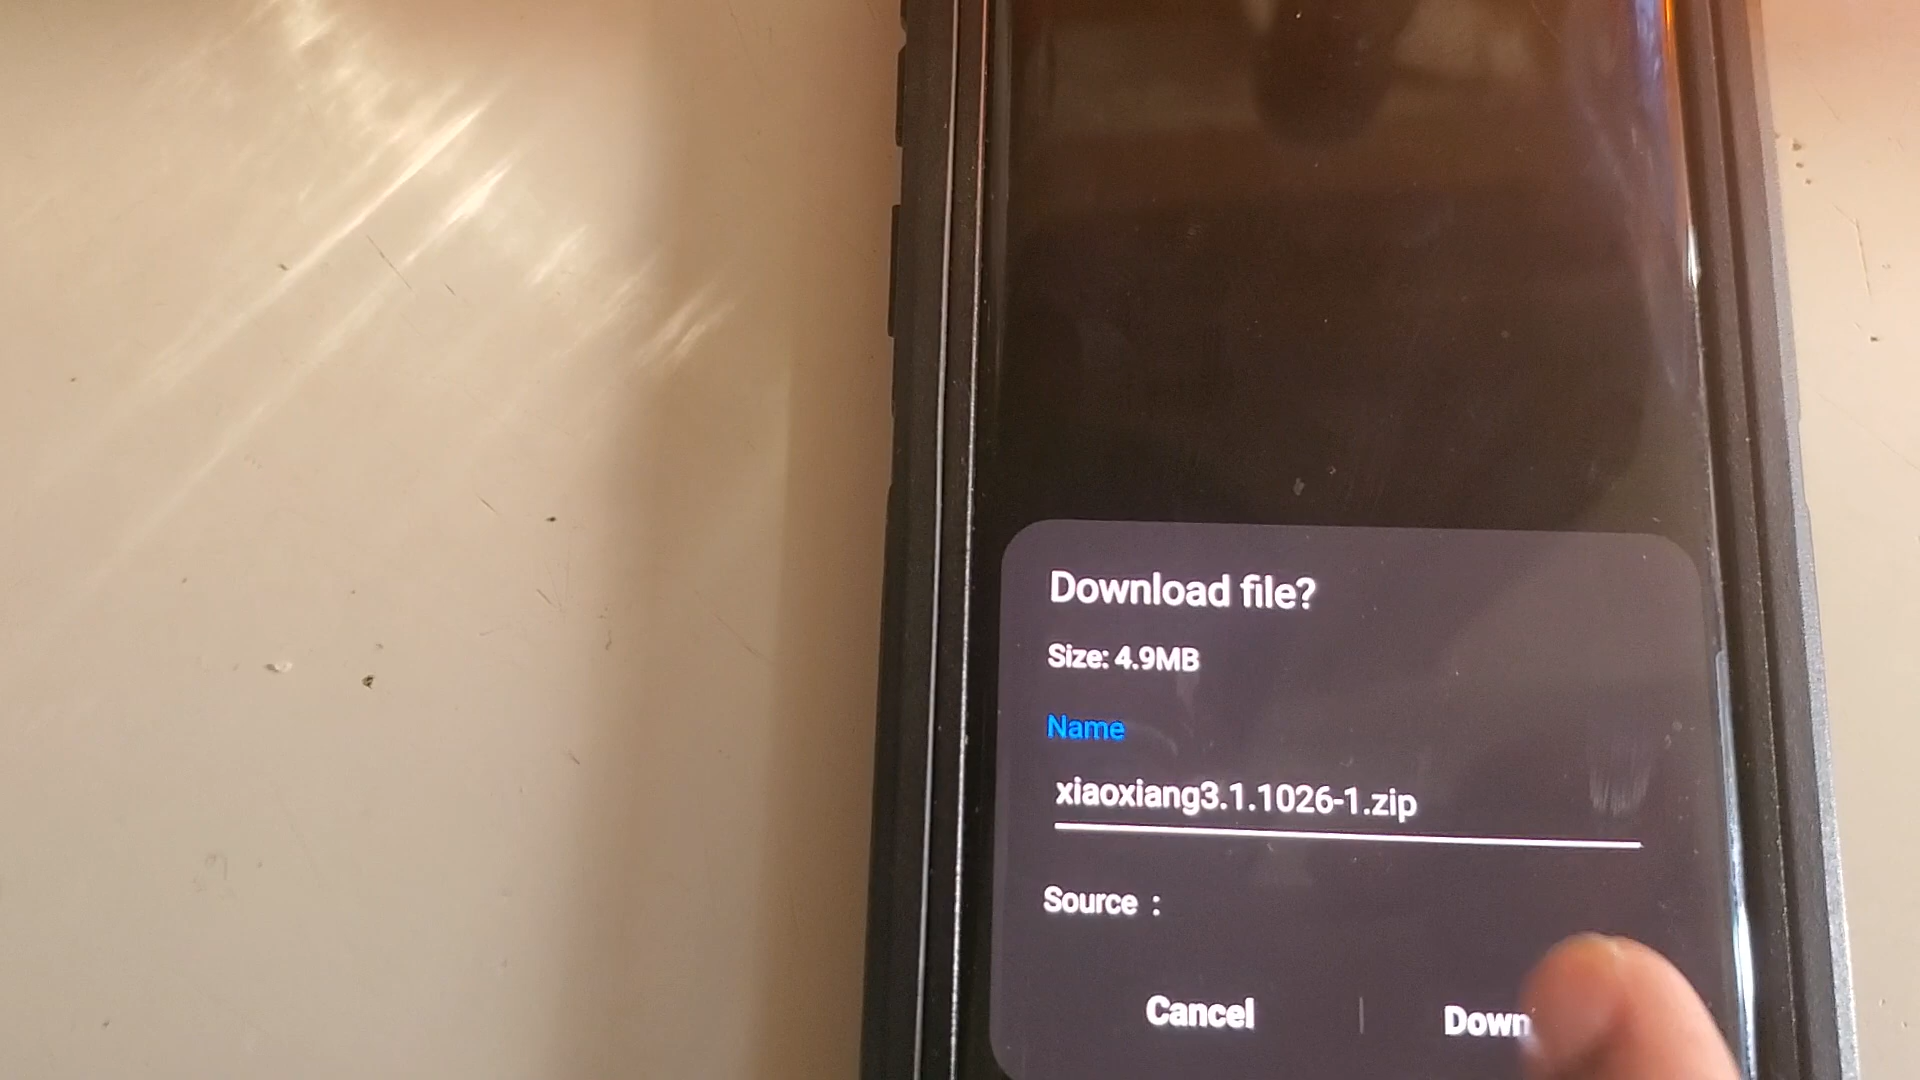 Download file?
Size: 4.9MB
Name
xiaoxiang3.1.1026-1.zip
Source :
Cancel
Down